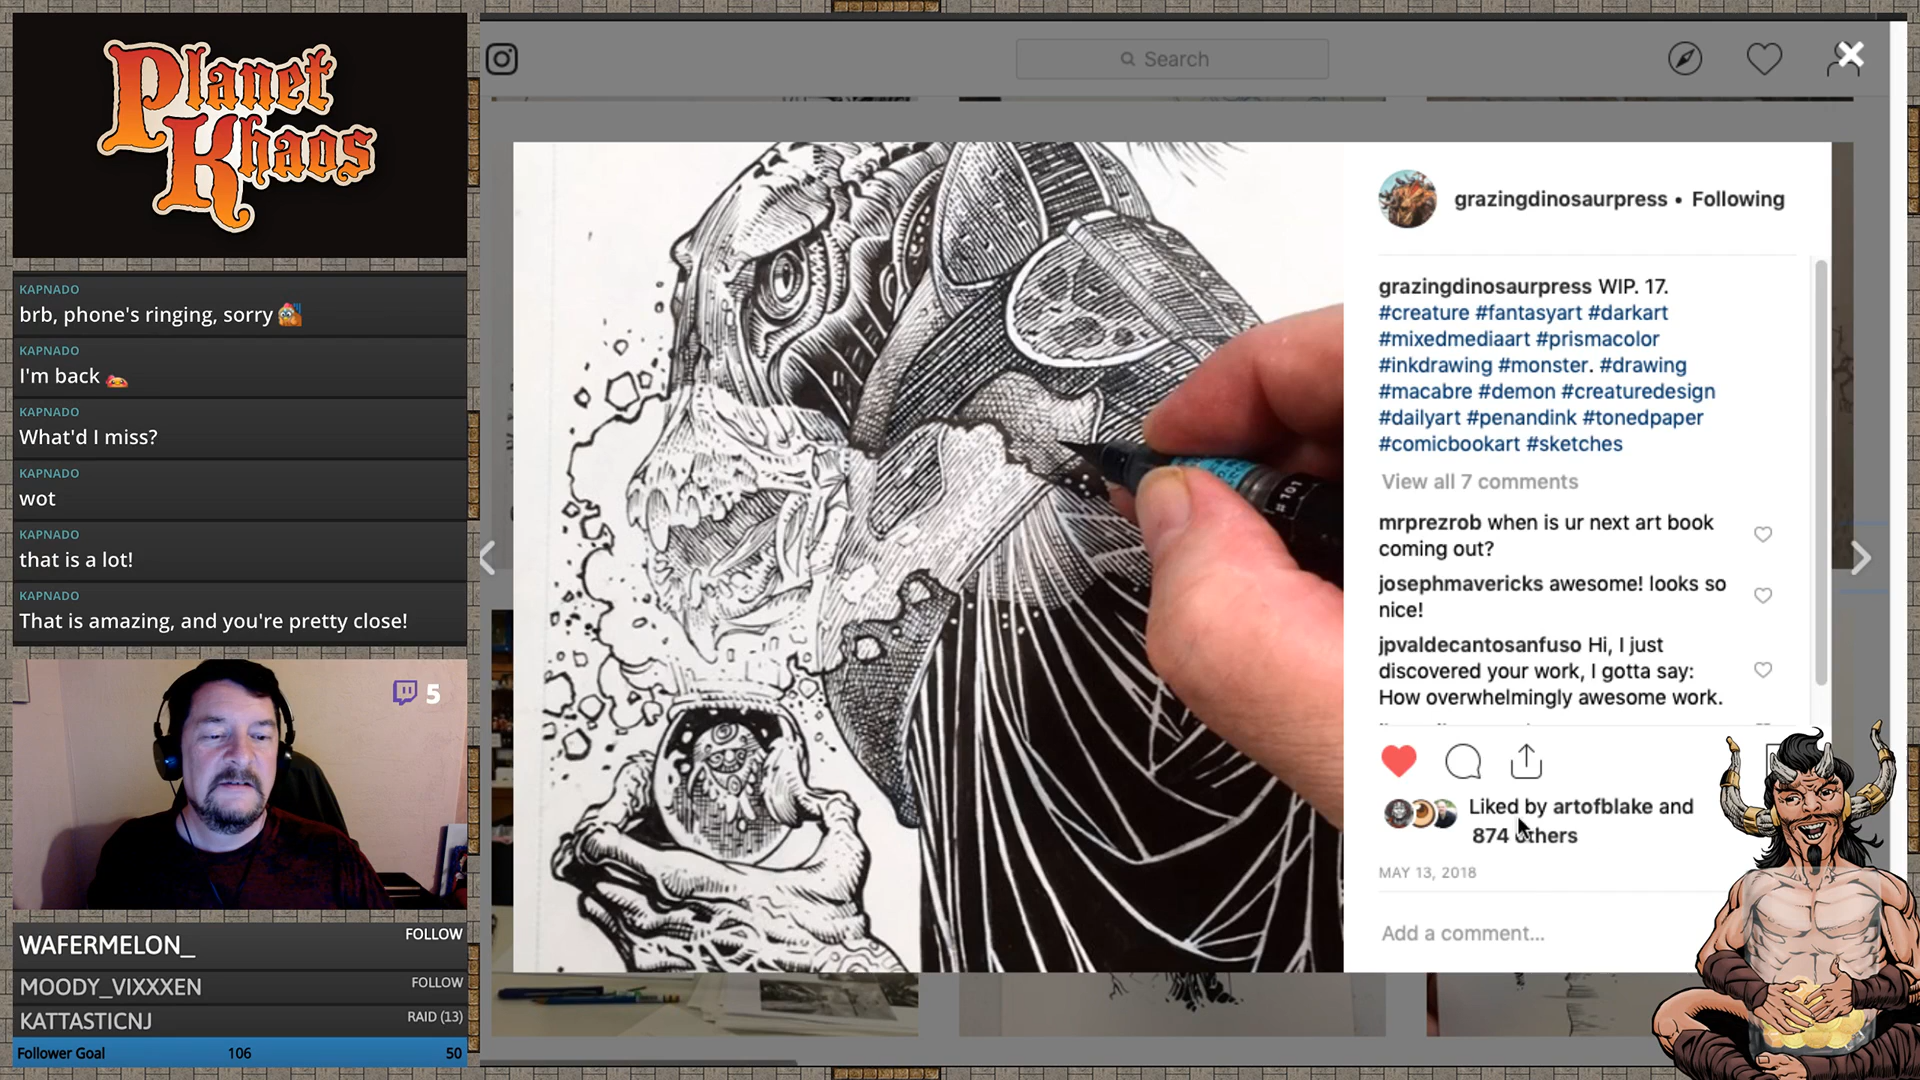 Planet
Khaos
KAPNADO
brb, phone's ringing, sorry
KAPNADO
I'm back
KAPNADO
What'd I miss?
KAPNADO
wot
KAPNADO
that is a lot!
KAPNADO
That is amazing, and you're pretty close!
5
WAFERMELON_ FOLLOW
MOODY_VIXXXEN FOLLOW
KATTASTICNJ RAID (13)
Follower Goal 106 50
Search
# 101
grazingdinosaurpress • Following
grazingdinosaurpress WIP. 17.
#creature #fantasyart #darkart
#mixedmediaart #prismacolor
#inkdrawing #monster. #drawing
#macabre #demon #creaturedesign
#dailyart #penandink #tonedpaper
#comicbookart #sketches
View all 7 comments
mrprezrob when is ur next art book
coming out?
josephmavericks awesome! looks so
nice!
jpvaldecantosanfuso Hi, I just
discovered your work, I gotta say:
How overwhelmingly awesome work.
Liked by artofblake and
874 others
MAY 13, 2018
Add a comment...